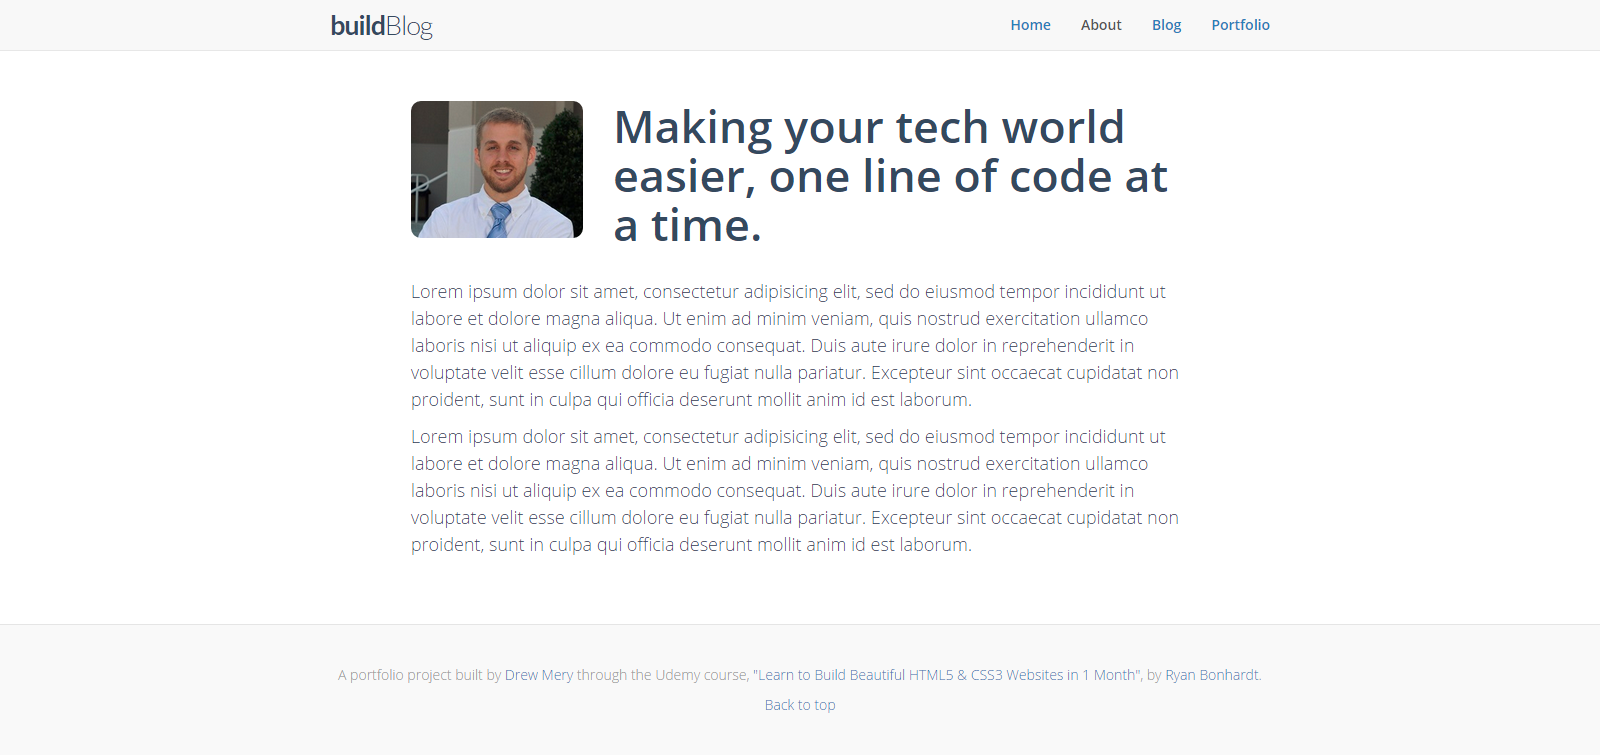 buildBlog
Home About Blog Portfolio
Making your tech world
easier, one line of code at
a time.
Lorem ipsum dolor sit amet, consectetur adipisicing elit, sed do eiusmod tempor incididunt ut
labore et dolore magna aliqua. Ut enim ad minim veniam, quis nostrud exercitation ullamco
laboris nisi ut aliquip ex ea commodo consequat. Duis aute irure dolor in reprehenderit in
voluptate velit esse cillum dolore eu fugiat nulla pariatur. Excepteur sint occaecat cupidatat non
proident, sunt in culpa qui officia deserunt mollit anim id est laborum.
Lorem ipsum dolor sit amet, consectetur adipisicing elit, sed do eiusmod tempor incididunt ut
labore et dolore magna aliqua. Ut enim ad minim veniam, quis nostrud exercitation ullamco
laboris nisi ut aliquip ex ea commodo consequat. Duis aute irure dolor in reprehenderit in
voluptate velit esse cillum dolore eu fugiat nulla pariatur. Excepteur sint occaecat cupidatat non
proident, sunt in culpa qui officia deserunt mollit anim id est laborum.
A portfolio project built by Drew Mery through the Udemy course, "Learn to Build Beautiful HTML5 & CSS3 Websites in 1 Month", by Ryan Bonhardt.
Back to top